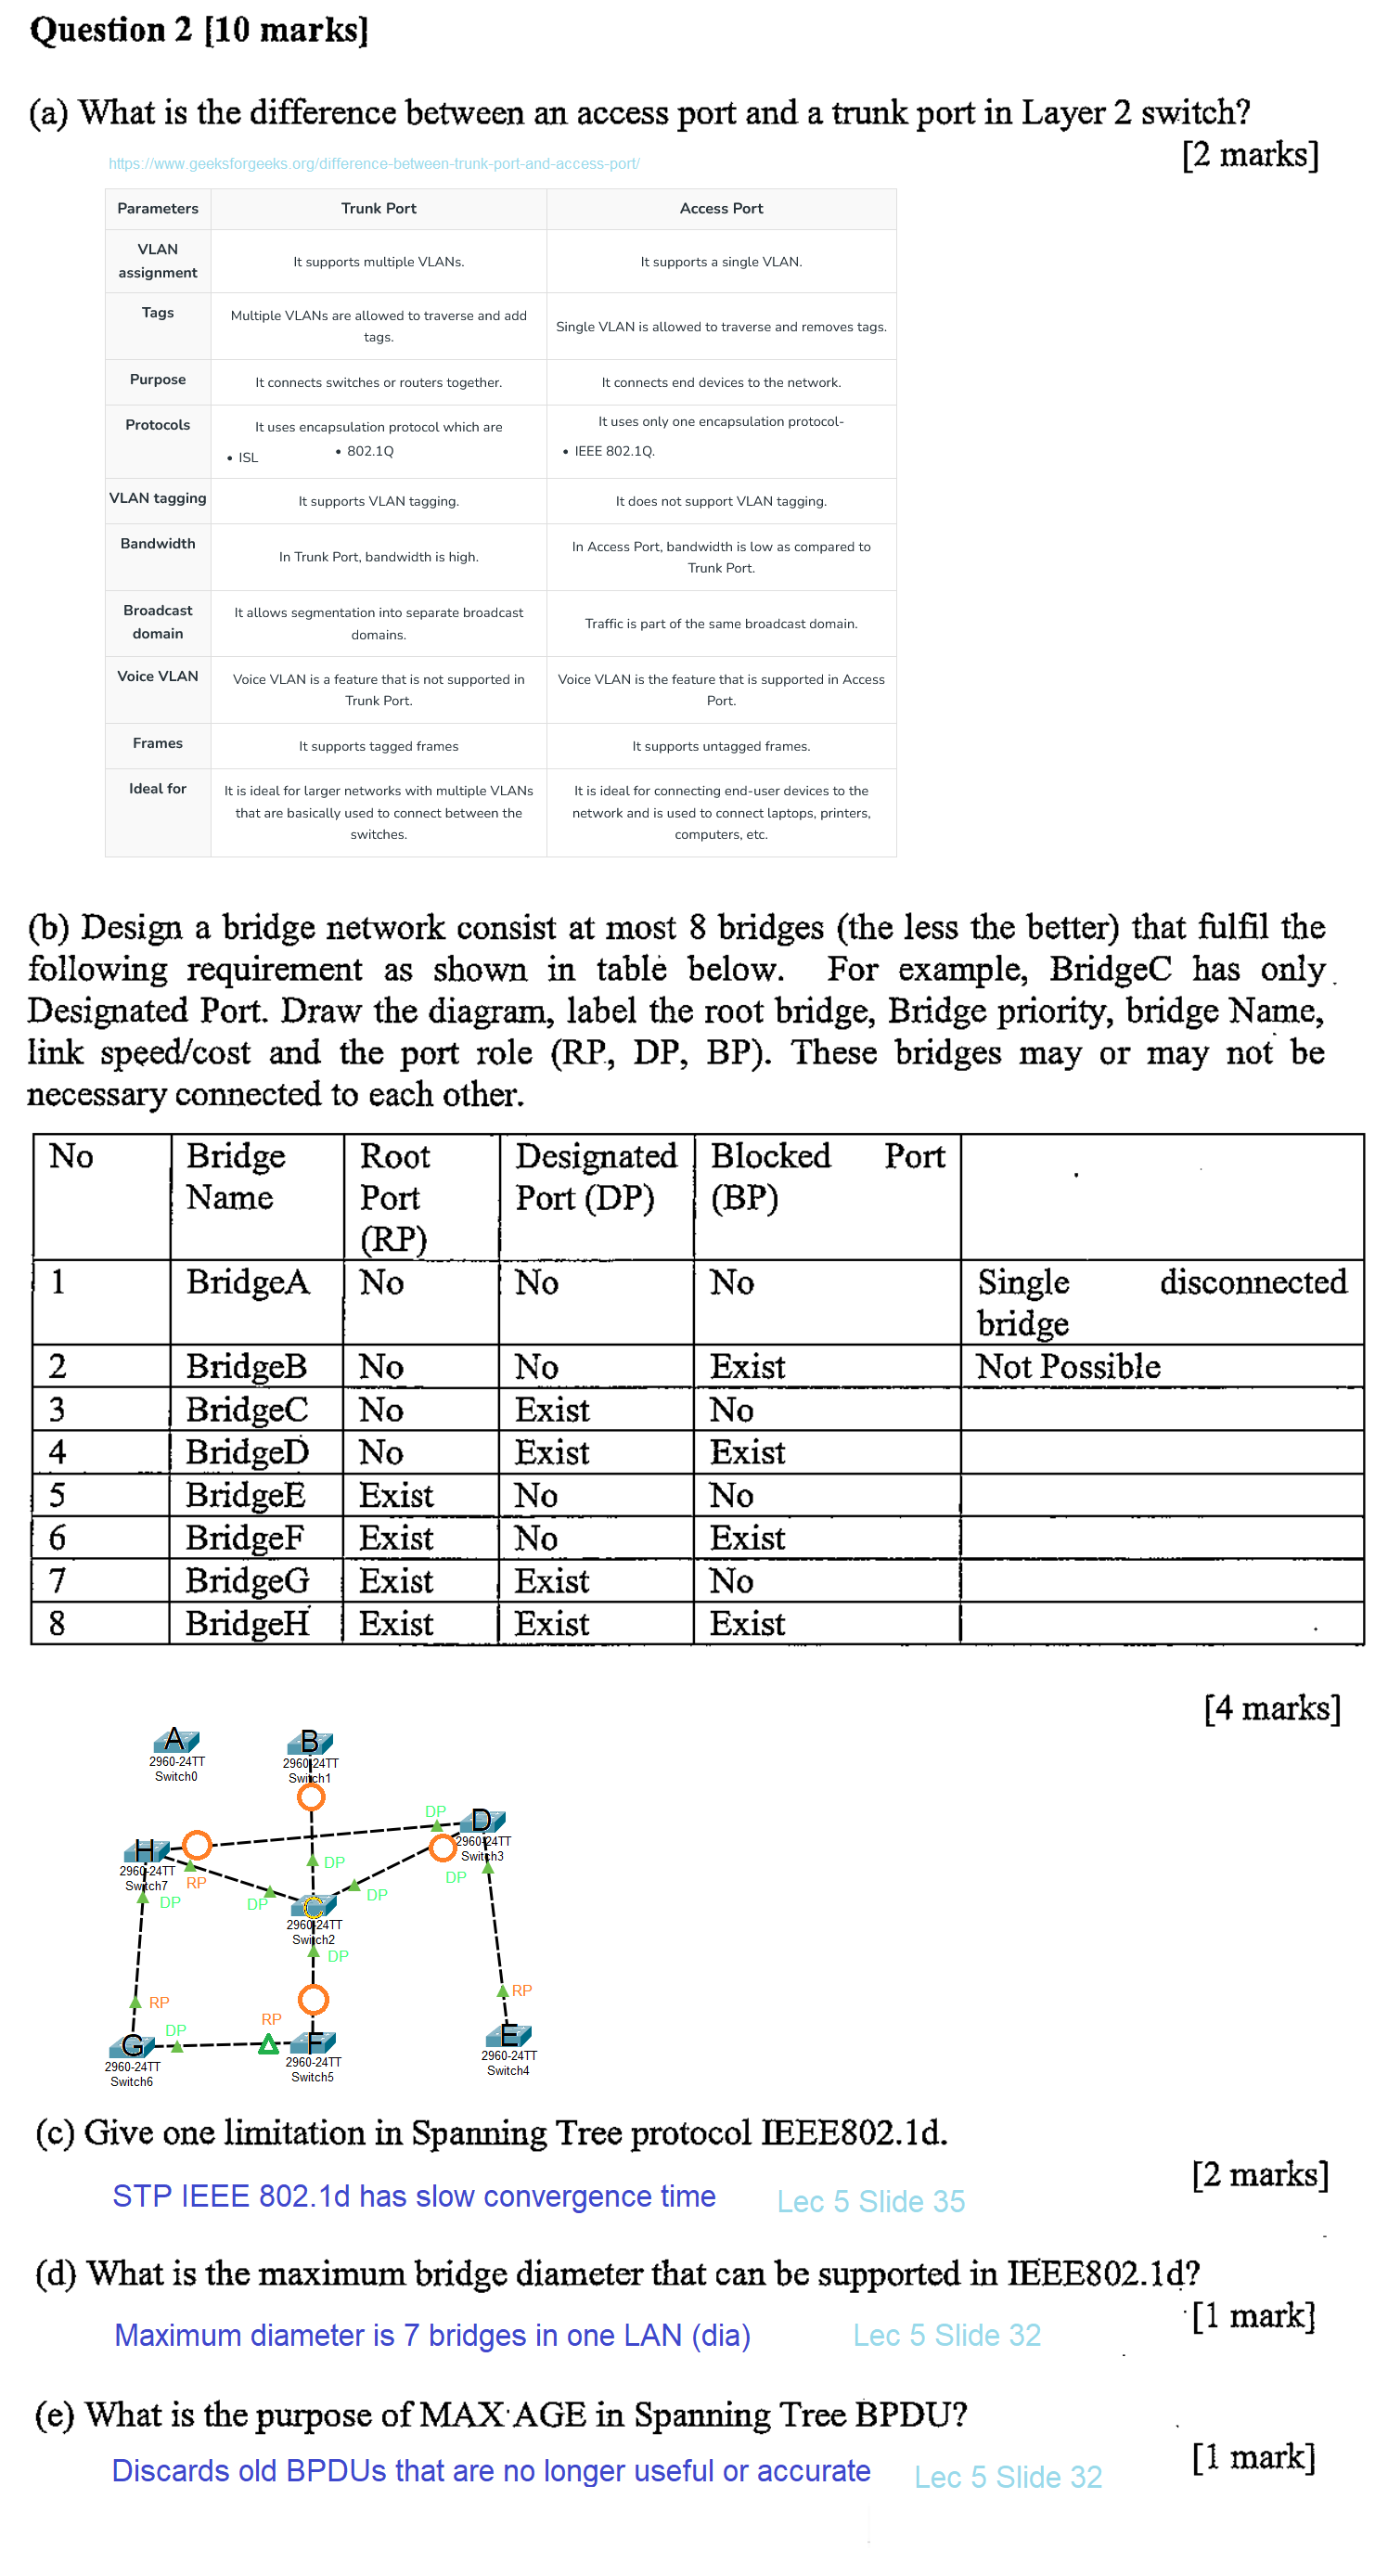 Question 2 [10 marks]
(a) What is the difference between an access port and a trunk port in Layer 2 switch?
[2 marks]
https://www.geeksforgeeks.org/difference-between-trunk-port-and-access-port/
Parameters Trunk Port Access Port
VLAN assignment It supports multiple VLANs. It supports a single VLAN.
Tags Multiple VLANs are allowed to traverse and add tags. Single VLAN is allowed to traverse and removes tags.
Purpose It connects switches or routers together. It connects end devices to the network.
Protocols It uses encapsulation protocol which are • ISL • 802.1Q It uses only one encapsulation protocol- • IEEE 802.1Q.
VLAN tagging It supports VLAN tagging. It does not support VLAN tagging.
Bandwidth In Trunk Port, bandwidth is high. In Access Port, bandwidth is low as compared to Trunk Port.
Broadcast domain It allows segmentation into separate broadcast domains. Traffic is part of the same broadcast domain.
Voice VLAN Voice VLAN is a feature that is not supported in Trunk Port. Voice VLAN is the feature that is supported in Access Port.
Frames It supports tagged frames It supports untagged frames.
Ideal for It is ideal for larger networks with multiple VLANs that are basically used to connect between the switches. It is ideal for connecting end-user devices to the network and is used to connect laptops, printers, computers, etc.
(b) Design a bridge network consist at most 8 bridges (the less the better) that fulfil the
following requirement as shown in table below. For example, BridgeC has only
Designated Port. Draw the diagram, label the root bridge, Bridge priority, bridge Name,
link speed/cost and the port role (RP, DP, BP). These bridges may or may not be
necessary connected to each other.
No Bridge Name Root Port (RP) Designated Port (DP) Blocked Port (BP)
1 BridgeA No No No Single disconnected bridge
2 BridgeB No No Exist Not Possible
3 BridgeC No Exist No
4 BridgeD No Exist Exist
5 BridgeE Exist No No
6 BridgeF Exist No Exist
7 BridgeG Exist Exist No
8 BridgeH Exist Exist Exist
[4 marks]
A
2960-24TT
Switch0
B
2960-24TT
Switch1
DP
D
2960-24TT
Switch3
DP
H
2960-24TT
Switch7
RP
DP
DP
DP
DP
2960-24TT
Switch2
DP
RP
RP
DP
RP
G
2960-24TT
Switch6
F
2960-24TT
Switch5
E
2960-24TT
Switch4
(c) Give one limitation in Spanning Tree protocol IEEE802.1d.
[2 marks]
STP IEEE 802.1d has slow convergence time Lec 5 Slide 35
(d) What is the maximum bridge diameter that can be supported in IEEE802.1d?
[1 mark]
Maximum diameter is 7 bridges in one LAN (dia) Lec 5 Slide 32
(e) What is the purpose of MAX AGE in Spanning Tree BPDU?
[1 mark]
Discards old BPDUs that are no longer useful or accurate Lec 5 Slide 32